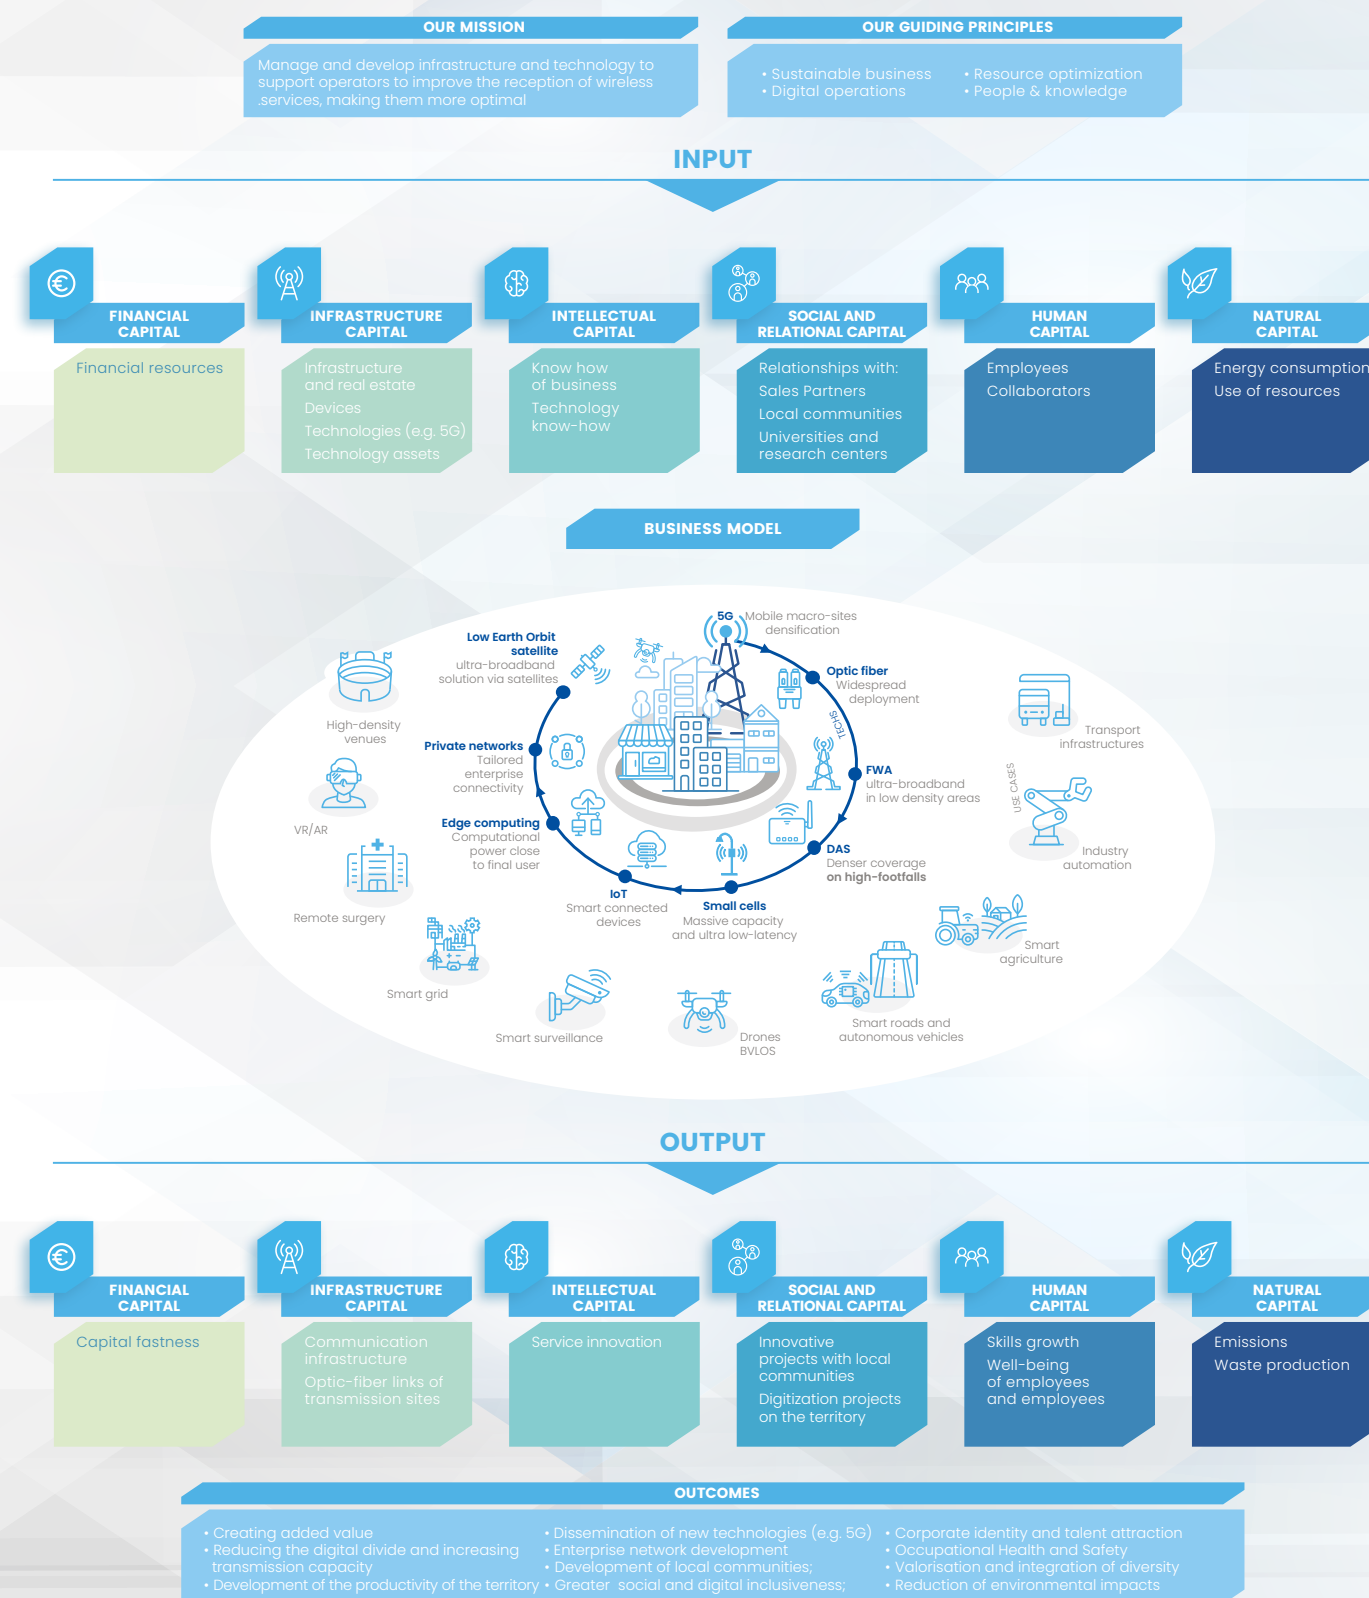 OUR MISSION
Manage and develop infrastructure and technology to
support operators to improve the reception of wireless
.services, making them more optimal
OUR GUIDING PRINCIPLES
• Sustainable business
• Digital operations
• Resource optimization
• People & knowledge
INPUT
FINANCIAL
CAPITAL
Financial resources
INFRASTRUCTURE
CAPITAL
Infrastructure
and real estate
Devices
Technologies (e.g. 5G)
Technology assets
INTELLECTUAL
CAPITAL
Know how
of business
Technology
know-how
SOCIAL AND
RELATIONAL CAPITAL
Relationships with:
Sales Partners
Local communities
Universities and
research centers
HUMAN
CAPITAL
Employees
Collaborators
NATURAL
CAPITAL
Energy consumption
Use of resources
BUSINESS MODEL
5G Mobile macro-sites
densification
Optic fiber
Widespread
deployment
TECHS
FWA
ultra-broadband
in low density areas
DAS
Denser coverage
on high-footfalls
Small cells
Massive capacity
and ultra low-latency
IoT
Smart connected
devices
Edge computing
Computational
power close
to final user
Private networks
Tailored
enterprise
connectivity
Low Earth Orbit
satellite
ultra-broadband
solution via satellites
Transport
infrastructures
USE CASES
Industry
automation
Smart
agriculture
Smart roads and
autonomous vehicles
Drones
BVLOS
Smart surveillance
Smart grid
Remote surgery
VR/AR
High-density
venues
OUTPUT
FINANCIAL
CAPITAL
Capital fastness
INFRASTRUCTURE
CAPITAL
Communication
infrastructure
Optic-fiber links of
transmission sites
INTELLECTUAL
CAPITAL
Service innovation
SOCIAL AND
RELATIONAL CAPITAL
Innovative
projects with local
communities
Digitization projects
on the territory
HUMAN
CAPITAL
Skills growth
Well-being
of employees
and employees
NATURAL
CAPITAL
Emissions
Waste production
OUTCOMES
• Creating added value
• Reducing the digital divide and increasing
transmission capacity
• Development of the productivity of the territory
• Dissemination of new technologies (e.g. 5G)
• Enterprise network development
• Development of local communities;
• Greater social and digital inclusiveness;
• Corporate identity and talent attraction
• Occupational Health and Safety
• Valorisation and integration of diversity
• Reduction of environmental impacts